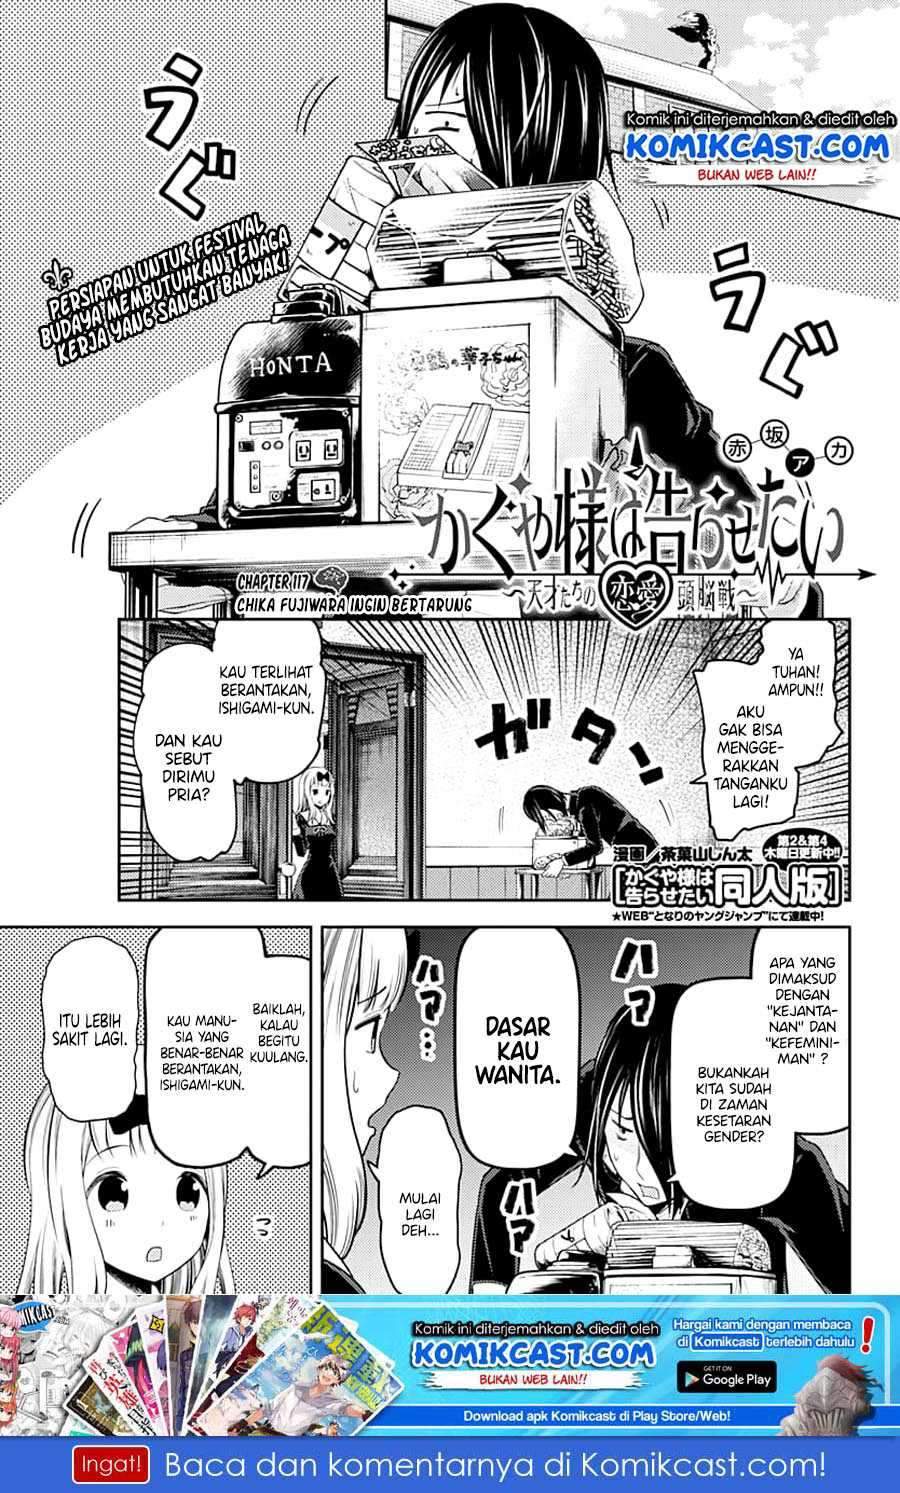 Komik ini diterjemahkan & diedit oleh
KOMIKCAST.COM
BUKAN WEB LAIN!!
うぐ
うぐ
PERSIAPAN UNTUK FESTIVAL
BUDAYA MEMBUTUHKAN TENAGA
KERJA YANG SANGAT BANYAK!
ープ
HONTA
の華子ちゃん
赤坂アカ
かぐや様は告らせたい
～天才たちの恋愛頭脳戦～
CHAPTER 117
CHIKA FUJIWARA INGIN BERTARUNG
YA
TUHAN!
AMPUN!!
AKU
GAK BISA
MENGGE-
RAKKAN
TANGANKU
LAGI!
ガタン
KAU TERLIHAT
BERANTAKAN,
ISHIGAMI-KUN.
DAN KAU
SEBUT
DIRIMU
PRIA?
第2&第4
木曜日更新中!!
漫画／茶葉山しん太
[かぐや様は
告らせたい 同人版]
★WEB"となりのヤングジャンプ"にて連載中!
APA YANG
DIMAKSUD
DENGAN
"KEJANTA-
NAN" DAN
"KEFEMINI-
MAN" ?
BUKANKAH
KITA SUDAH
DI ZAMAN
KESETARAN
GENDER?
ハァ…
ハァ…
DASAR
KAU
WANITA.
MULAI
LAGI
DEH...
BAIKLAH,
KALAU
BEGITU
KUULANG.
KAU MANU-
SIA YANG
BENAR-BENAR
BERANTAKAN,
ISHIGAMI-KUN.
ITU LEBIH
SAKIT LAGI.
Komik ini diterjemahkan & diedit oleh
KOMIKCAST.COM
BUKAN WEB LAIN!!
Hargai kami dengan membaca
di Komikcast terlebih dahulu !
GET IT ON
Google Play
Download apk Komikcast di Play Store/Web!
Ingat! Baca dan komentarnya di Komikcast.com!